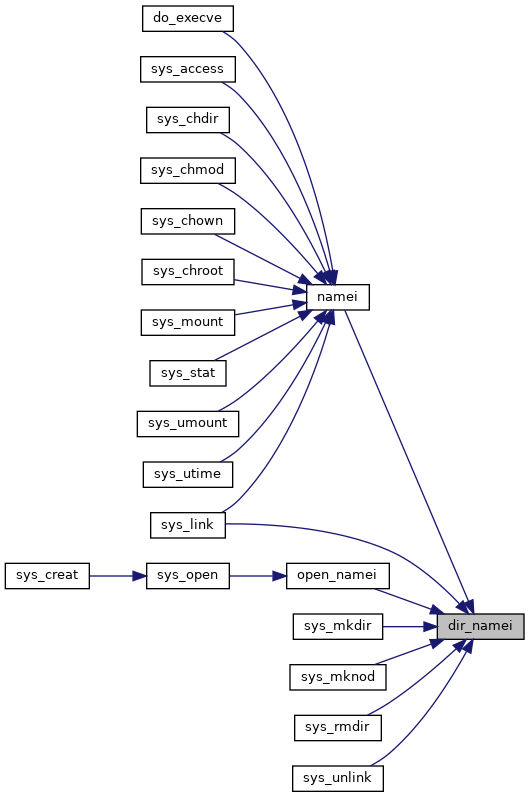 do_execve
sys_access
sys_chdir
sys_chmod
sys_chown
sys_chroot
namei
sys_mount
sys_stat
sys_umount
sys_utime
sys_link
sys_creat
sys_open
open_namei
sys_mkdir
dir_namei
sys_mknod
sys_rmdir
sys_unlink